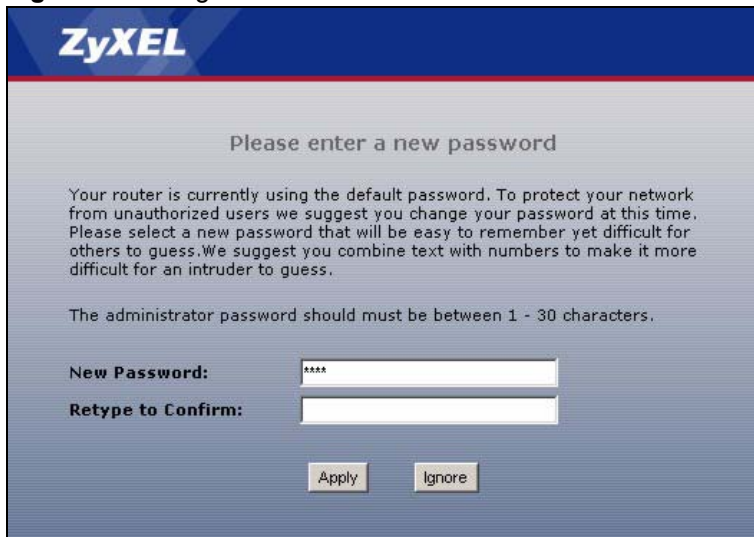 ZyXEL
Please enter a new password
Your router is currently using the default password. To protect your network
from unauthorized users we suggest you change your password at this time.
Please select a new password that will be easy to remember yet difficult for
others to guess.We suggest you combine text with numbers to make it more
difficult for an intruder to guess.
The administrator password should must be between 1 - 30 characters.
New Password: ****
Retype to Confirm:
Apply Ignore